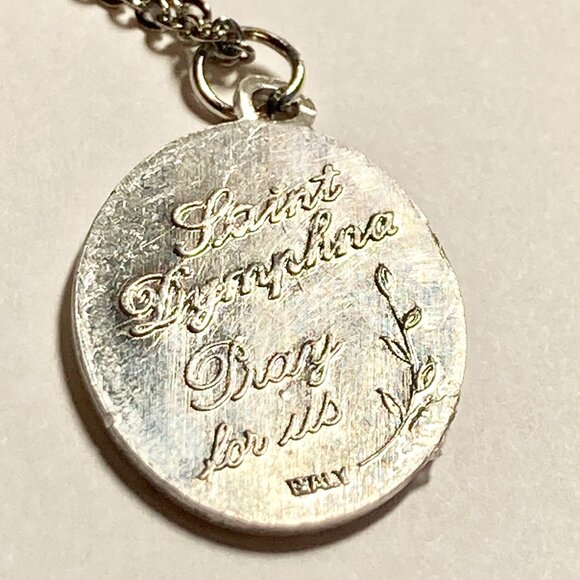 Saint
Dymphna
Pray
for us
ITALY